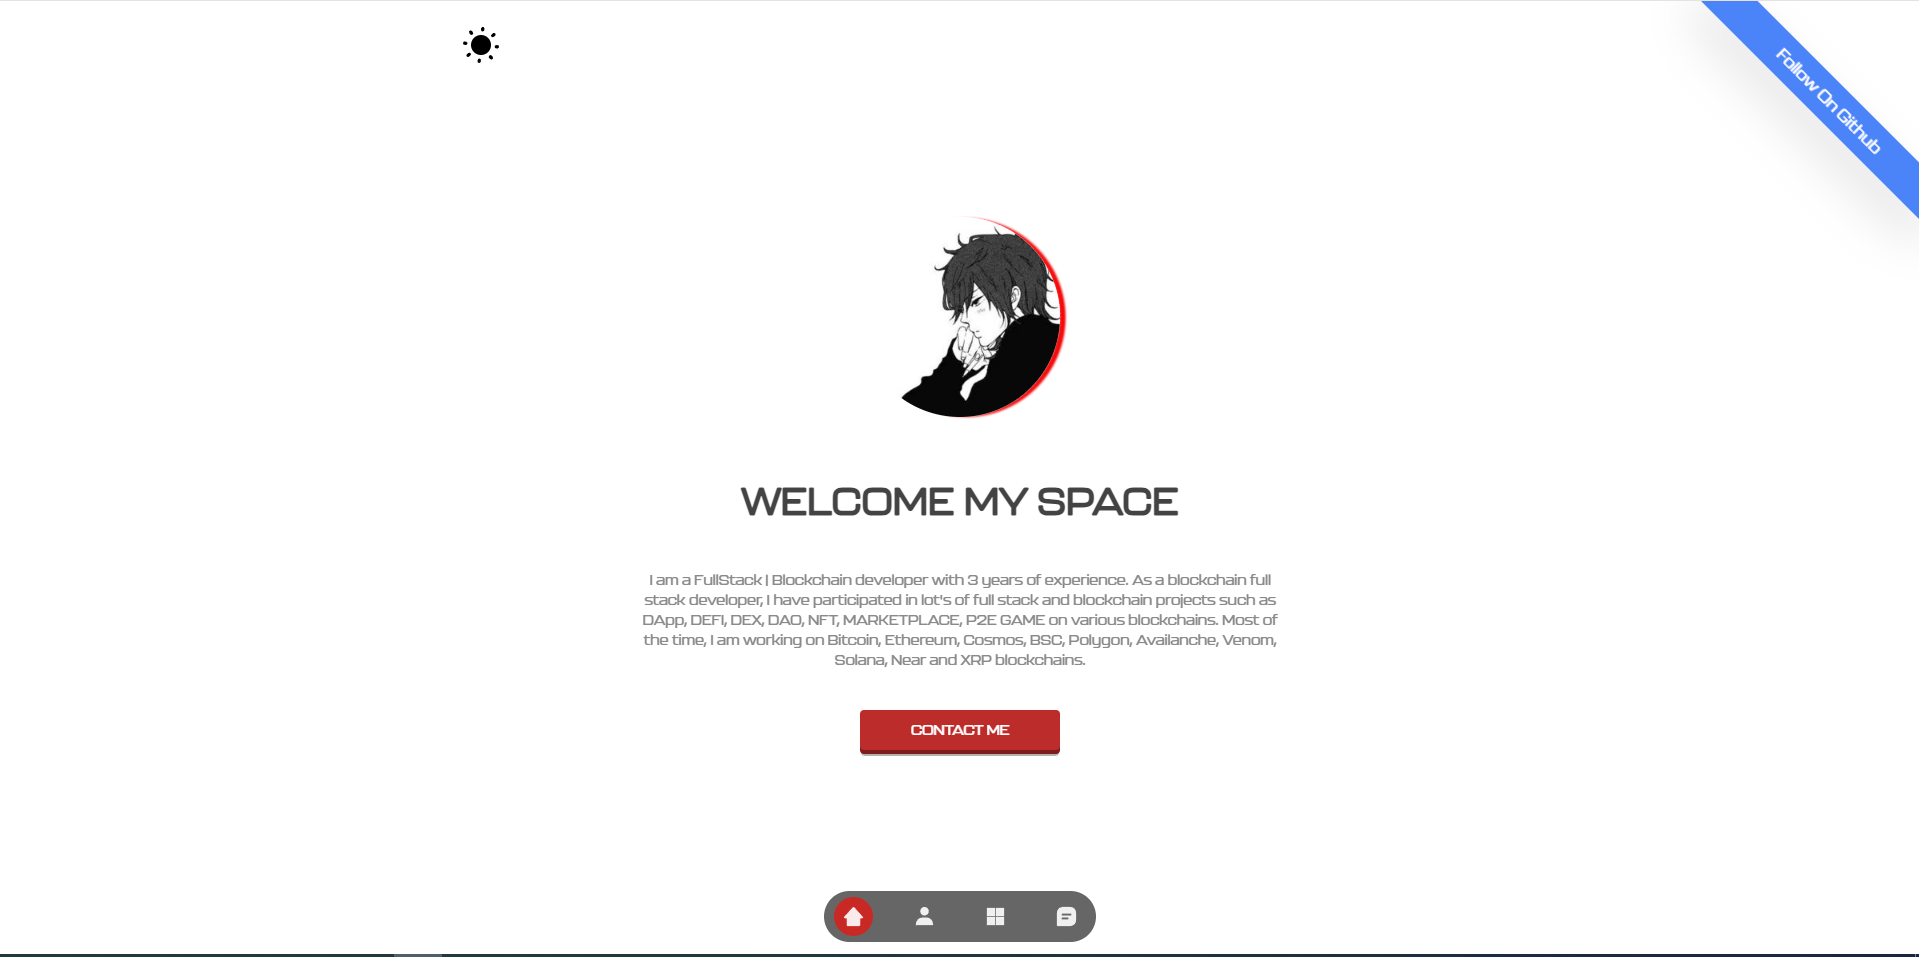 Follow On Github
WELCOME MY SPACE
I am a FullStack | Blockchain developer with 3 years of experience. As a blockchain full
stack developer, I have participated in lot's of full stack and blockchain projects such as
DApp, DEFI, DEX, DAO, NFT, MARKETPLACE, P2E GAME on various blockchains. Most of
the time, I am working on Bitcoin, Ethereum, Cosmos, BSC, Polygon, Availanche, Venom,
Solana, Near and XRP blockchains.
CONTACT ME